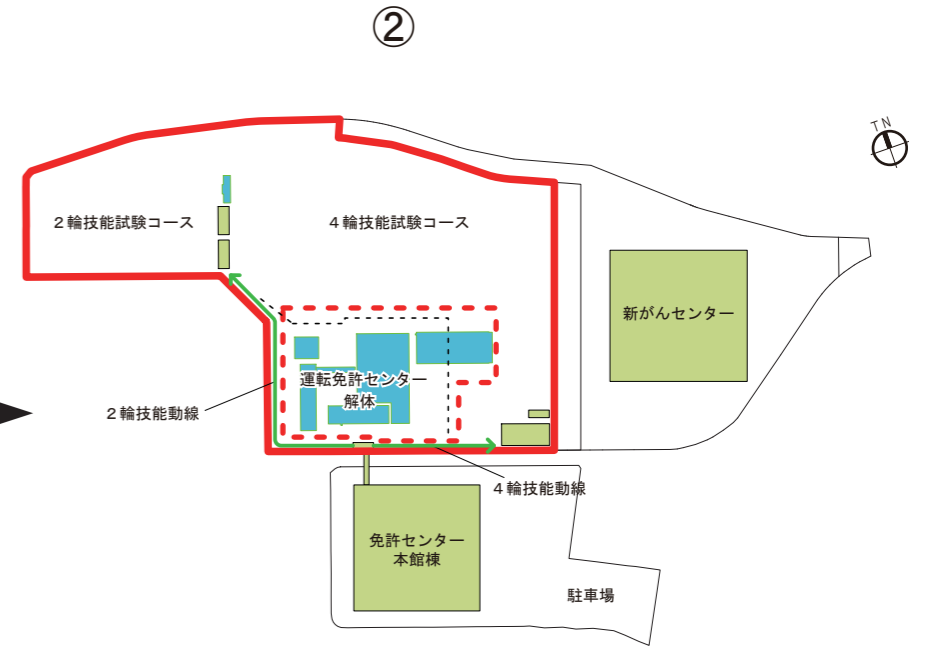 ②
TN
2輪技能試験コース
4輪技能試験コース
新がんセンター
運転免許センター
解体
2輪技能動線
4輪技能動線
免許センター
本館棟
駐車場